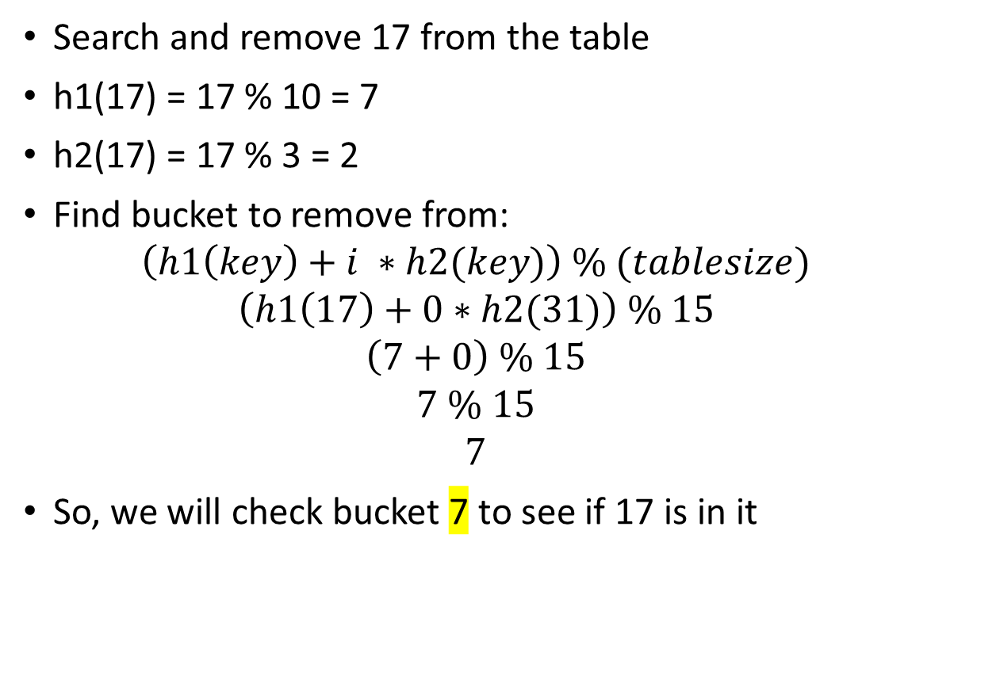 • Search and remove 17 from the table
• h1(17) = 17 % 10 = 7
• h2(17) = 17 % 3 = 2
• Find bucket to remove from:
(h1(key) + i ∗ h2(key)) % (tablesize)
(h1(17) + 0 ∗ h2(31)) % 15
(7 + 0) % 15
7 % 15
7
• So, we will check bucket 7 to see if 17 is in it